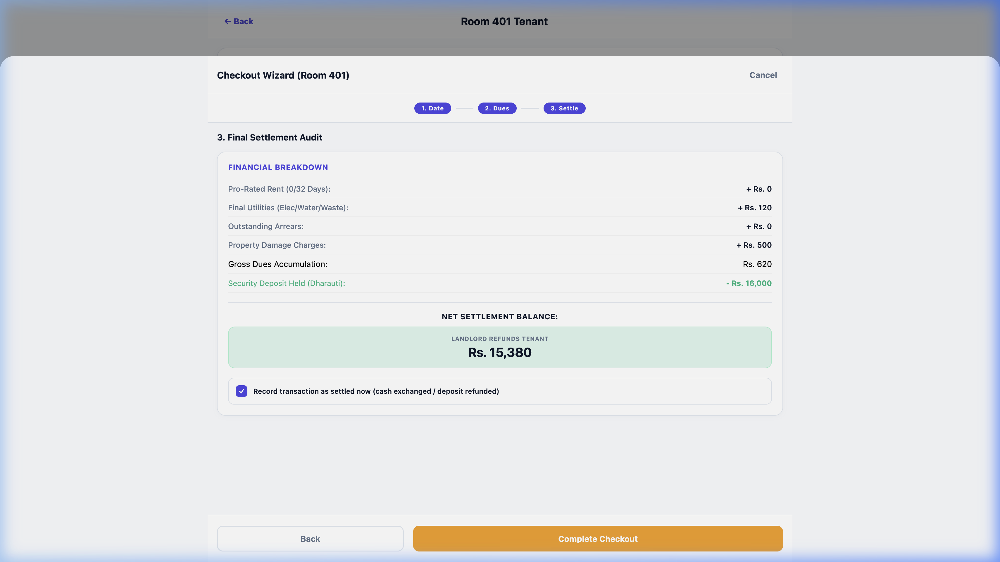 ← Back
Room 401 Tenant
Checkout Wizard (Room 401)
Cancel
1. Date
2. Dues
3. Settle
3. Final Settlement Audit
FINANCIAL BREAKDOWN
Pro-Rated Rent (0/32 Days): + Rs. 0
Final Utilities (Elec/Water/Waste): + Rs. 120
Outstanding Arrears: + Rs. 0
Property Damage Charges: + Rs. 500
Gross Dues Accumulation: Rs. 620
Security Deposit Held (Dharauti): - Rs. 16,000
NET SETTLEMENT BALANCE:
LANDLORD REFUNDS TENANT
Rs. 15,380
Record transaction as settled now (cash exchanged / deposit refunded)
Back
Complete Checkout